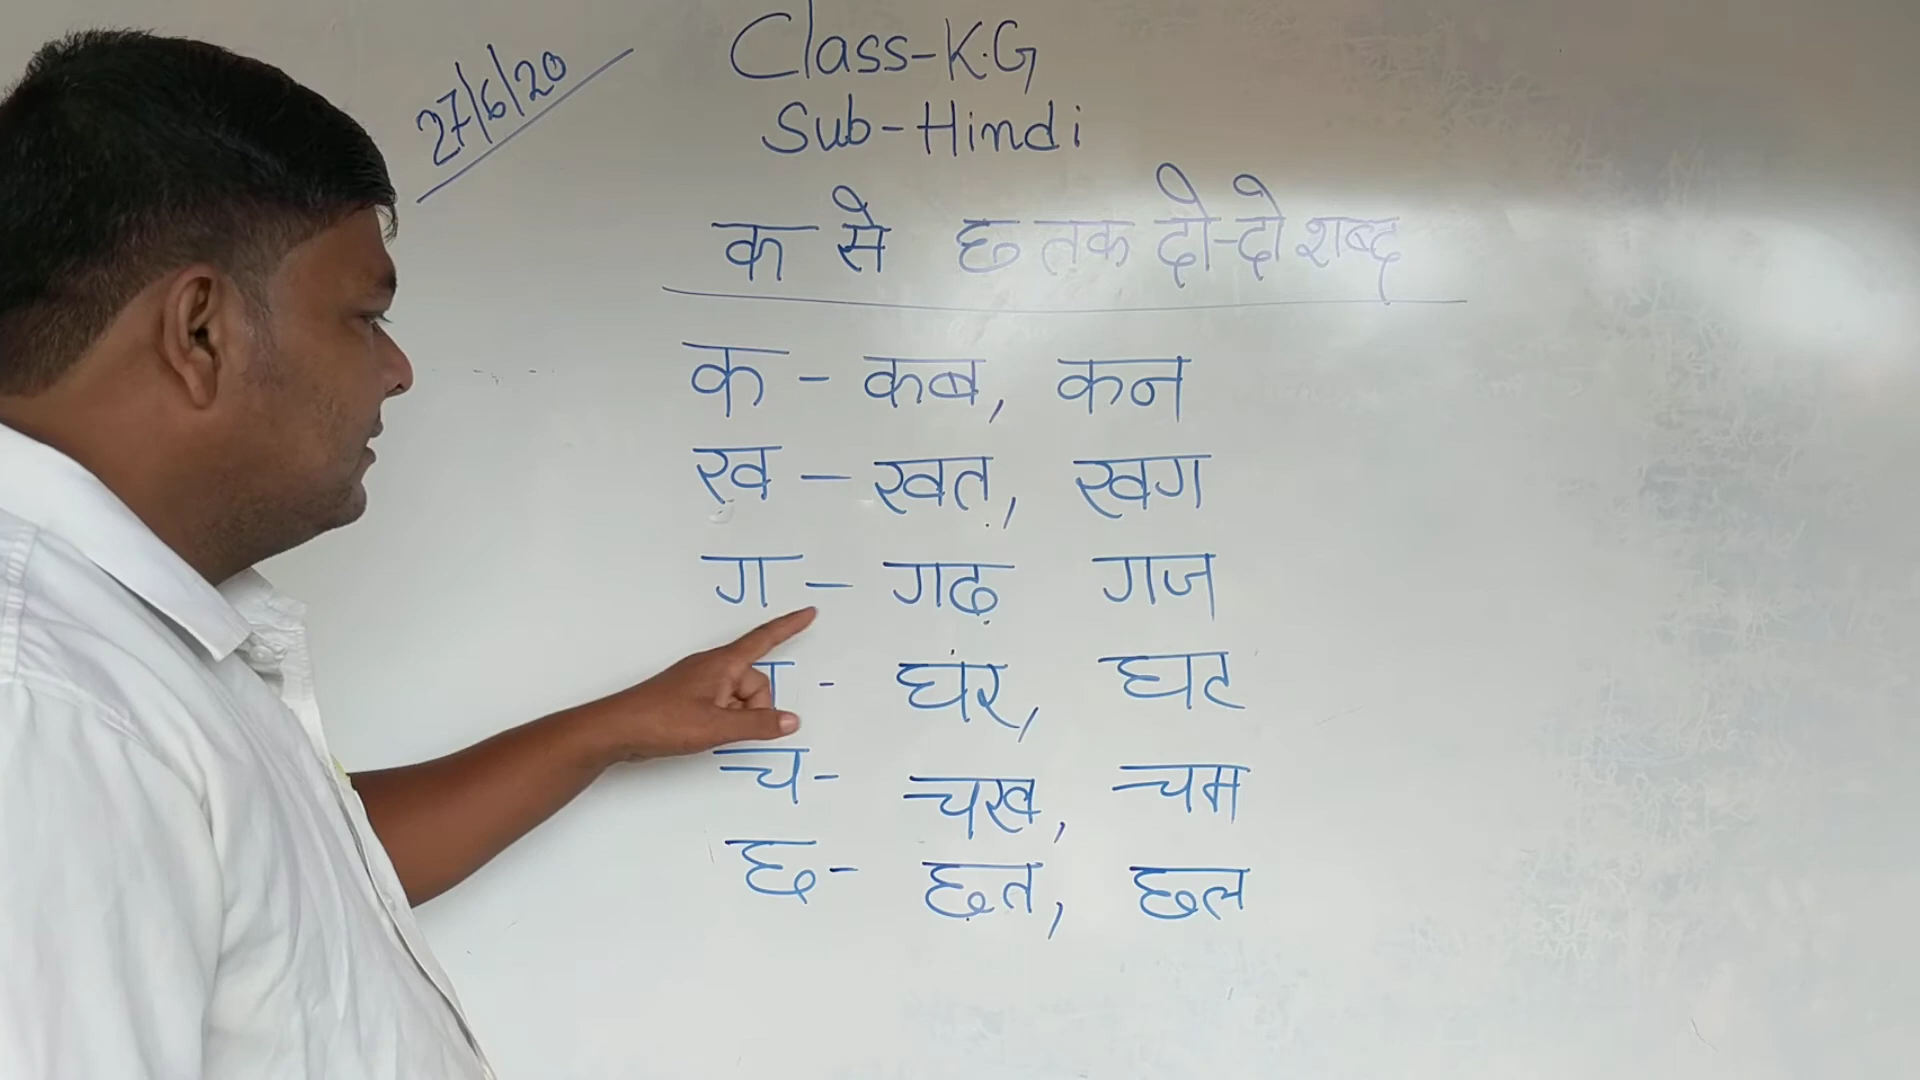 27/6/20
Class-K.G
Sub-Hindi
क से छ तक दो-दो शब्द
क - कब, कन
ख - खत, खग
ग - गढ़ गज
- घर, घट
च - चख, चम
छ - छत, छल